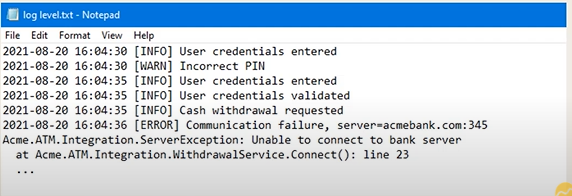 log level.txt - Notepad
File Edit Format View Help
2021-08-20 16:04:30 [INFO] User credentials entered
2021-08-20 16:04:30 [WARN] Incorrect PIN
2021-08-20 16:04:35 [INFO] User credentials entered
2021-08-20 16:04:35 [INFO] User credentials validated
2021-08-20 16:04:35 [INFO] Cash withdrawal requested
2021-08-20 16:04:36 [ERROR] Communication failure, server=acmebank.com:345
Acme.ATM.Integration.ServerException: Unable to connect to bank server
  at Acme.ATM.Integration.WithdrawalService.Connect(): line 23
  ...